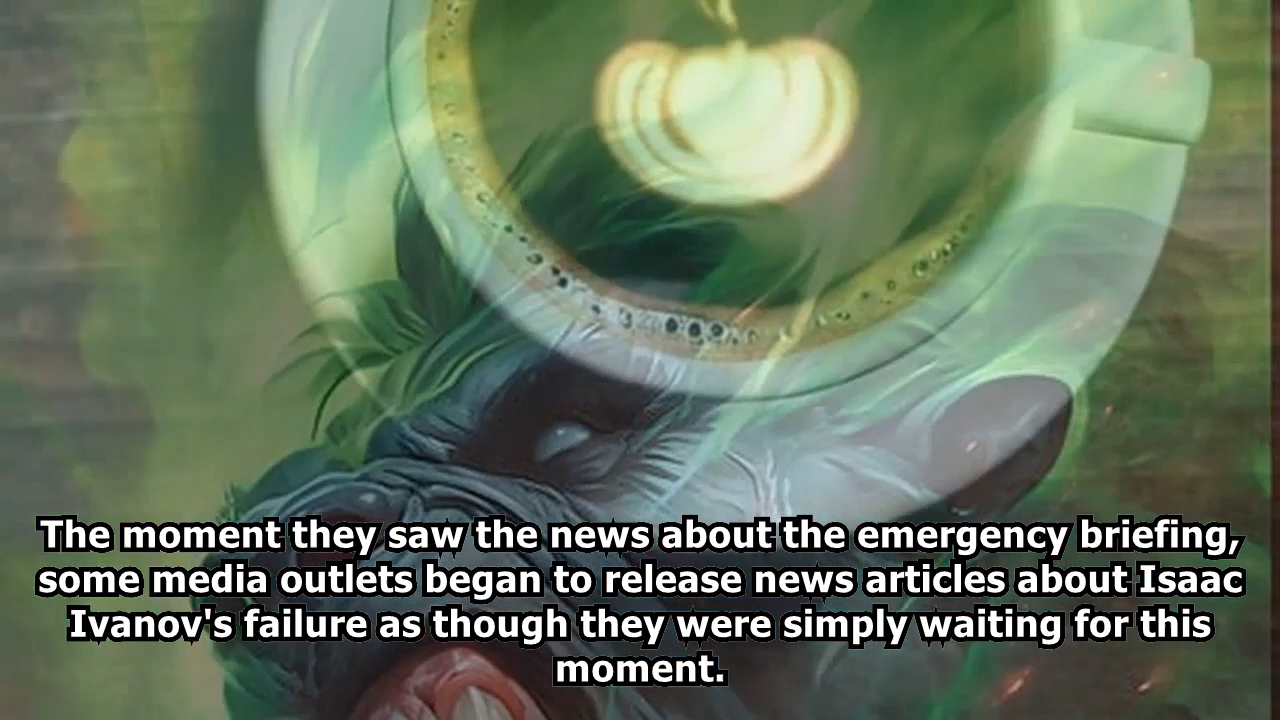 The moment they saw the news about the emergency briefing,
some media outlets began to release news articles about Isaac
Ivanov's failure as though they were simply waiting for this
moment.